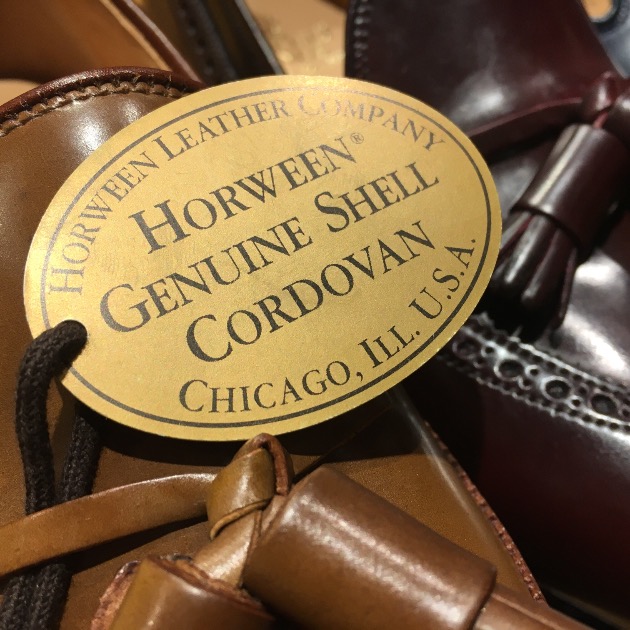 HORWEEN LEATHER COMPANY
HORWEEN®
GENUINE SHELL
CORDOVAN
CHICAGO, ILL. U.S.A.